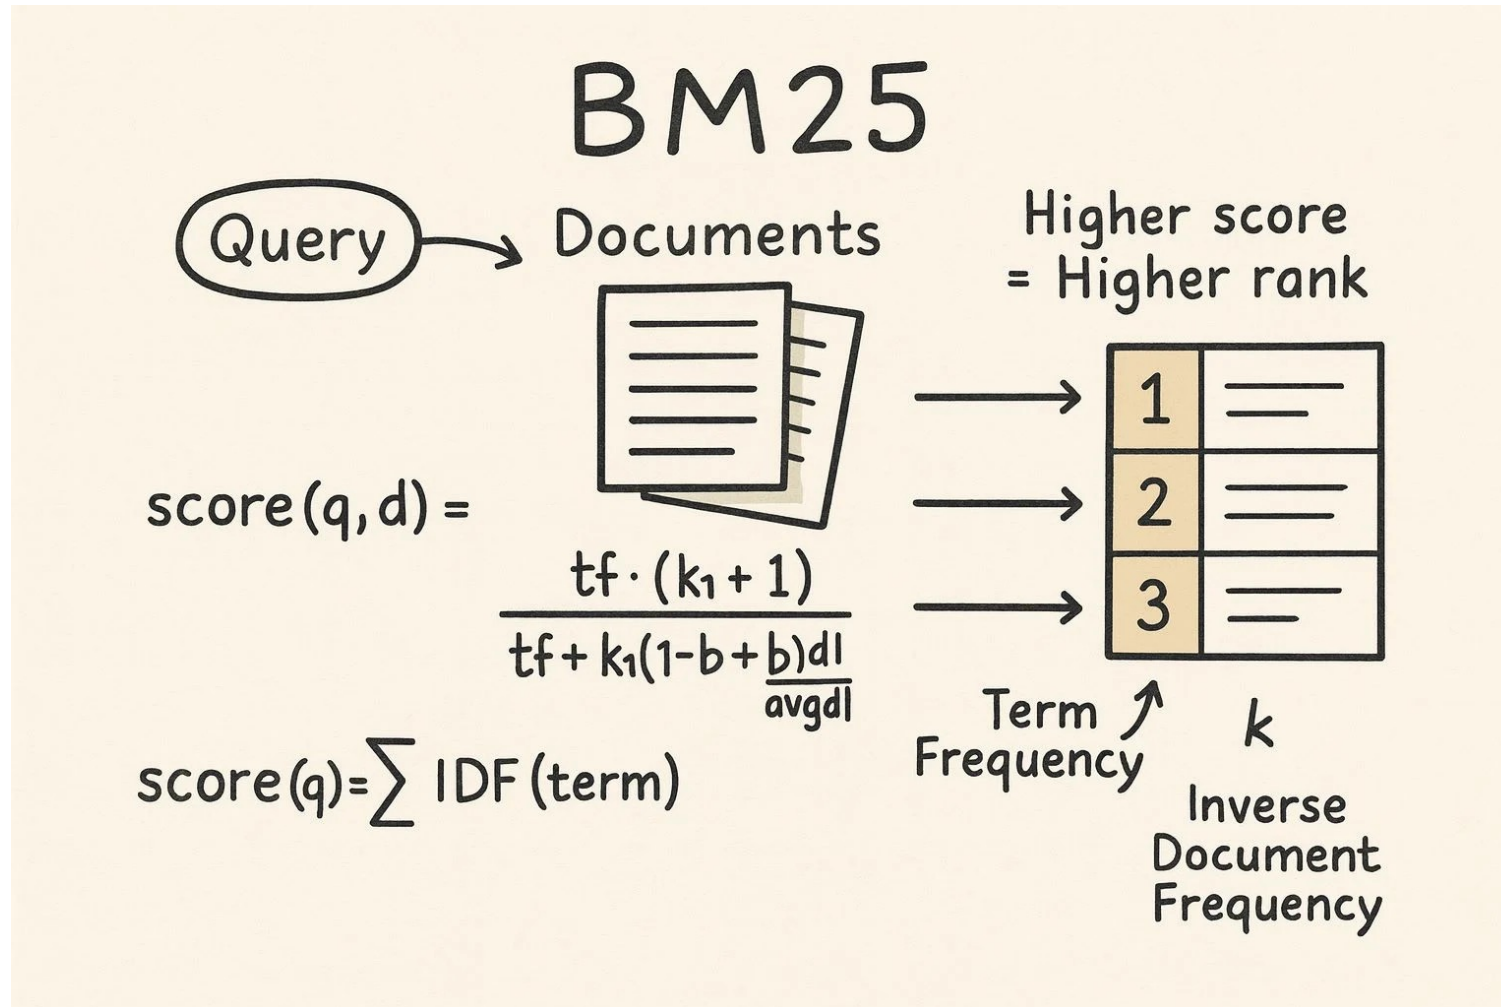 BM25
Query
Documents
Higher score
= Higher rank
1
2
3
score(q,d) =
tf·(k₁+1)
tf+k₁(1-b+b)dl
avgdl
Term
Frequency
k
Inverse
Document
Frequency
score(q)=∑ IDF(term)